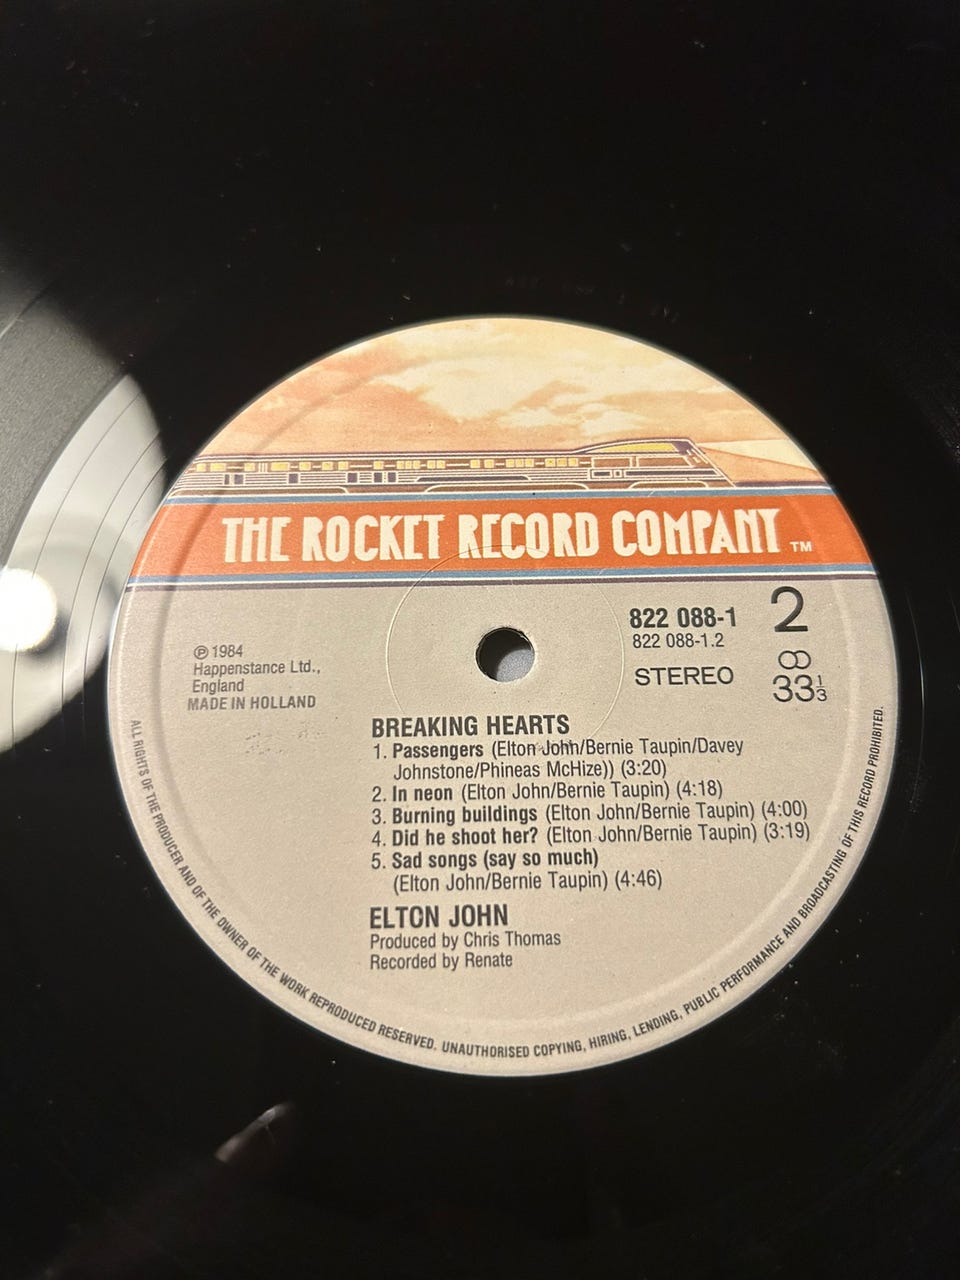 THE ROCKET RECORD COMPANY ™
℗ 1984
Happenstance Ltd.,
England
MADE IN HOLLAND
822 088-1 2
822 088-1.2
STEREO
33⅓
BREAKING HEARTS
1. Passengers (Elton John/Bernie Taupin/Davey
Johnstone/Phineas McHize)) (3:20)
2. In neon (Elton John/Bernie Taupin) (4:18)
3. Burning buildings (Elton John/Bernie Taupin) (4:00)
4. Did he shoot her? (Elton John/Bernie Taupin) (3:19)
5. Sad songs (say so much)
(Elton John/Bernie Taupin) (4:46)
ELTON JOHN
Produced by Chris Thomas
Recorded by Renate
ALL RIGHTS OF THE PRODUCER AND OF THE OWNER OF THE WORK REPRODUCED RESERVED. UNAUTHORISED COPYING, HIRING, LENDING, PUBLIC PERFORMANCE AND BROADCASTING OF THIS RECORD PROHIBITED.